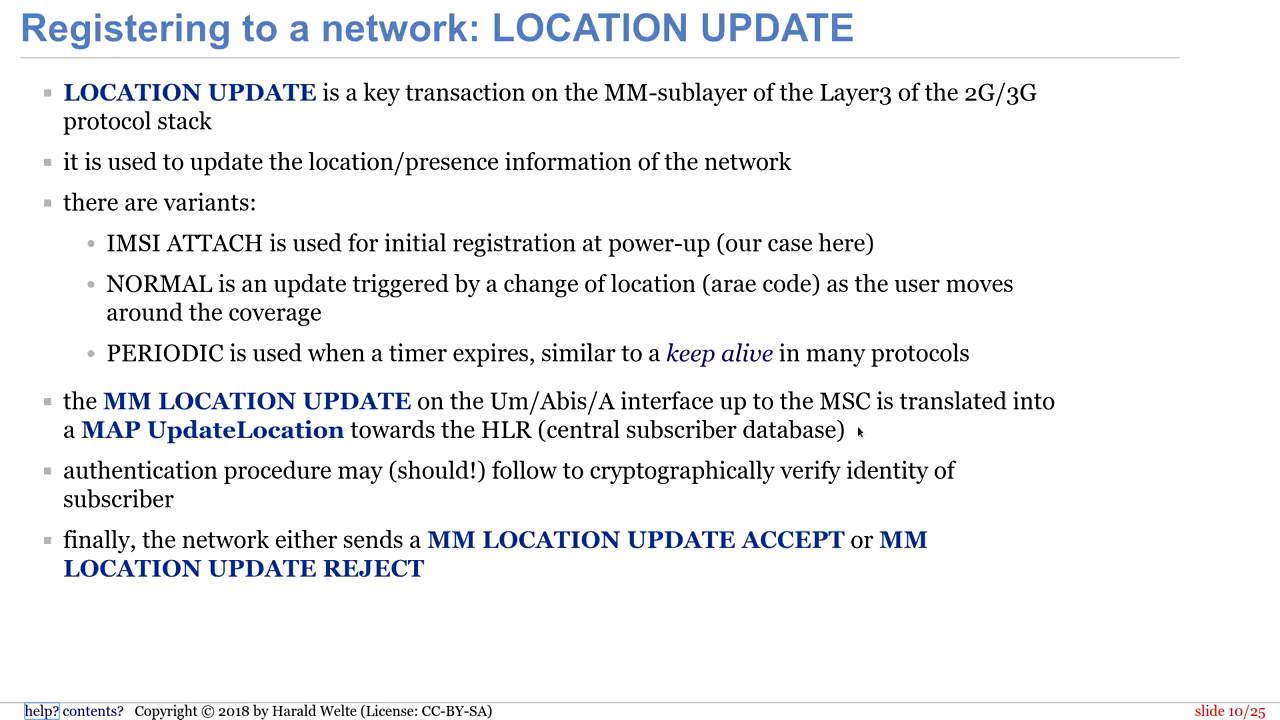 Registering to a network: LOCATION UPDATE
LOCATION UPDATE is a key transaction on the MM-sublayer of the Layer3 of the 2G/3G
protocol stack
it is used to update the location/presence information of the network
there are variants:
IMSI ATTACH is used for initial registration at power-up (our case here)
NORMAL is an update triggered by a change of location (arae code) as the user moves
around the coverage
PERIODIC is used when a timer expires, similar to a keep alive in many protocols
the MM LOCATION UPDATE on the Um/Abis/A interface up to the MSC is translated into
a MAP UpdateLocation towards the HLR (central subscriber database)
authentication procedure may (should!) follow to cryptographically verify identity of
subscriber
finally, the network either sends a MM LOCATION UPDATE ACCEPT or MM
LOCATION UPDATE REJECT
help? contents? Copyright © 2018 by Harald Welte (License: CC-BY-SA) slide 10/25